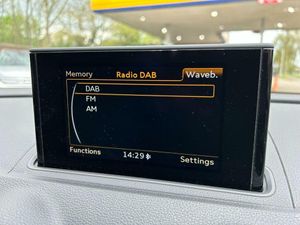 Memory Radio DAB Waveb.
DAB
FM
AM
Functions 14:29 Settings